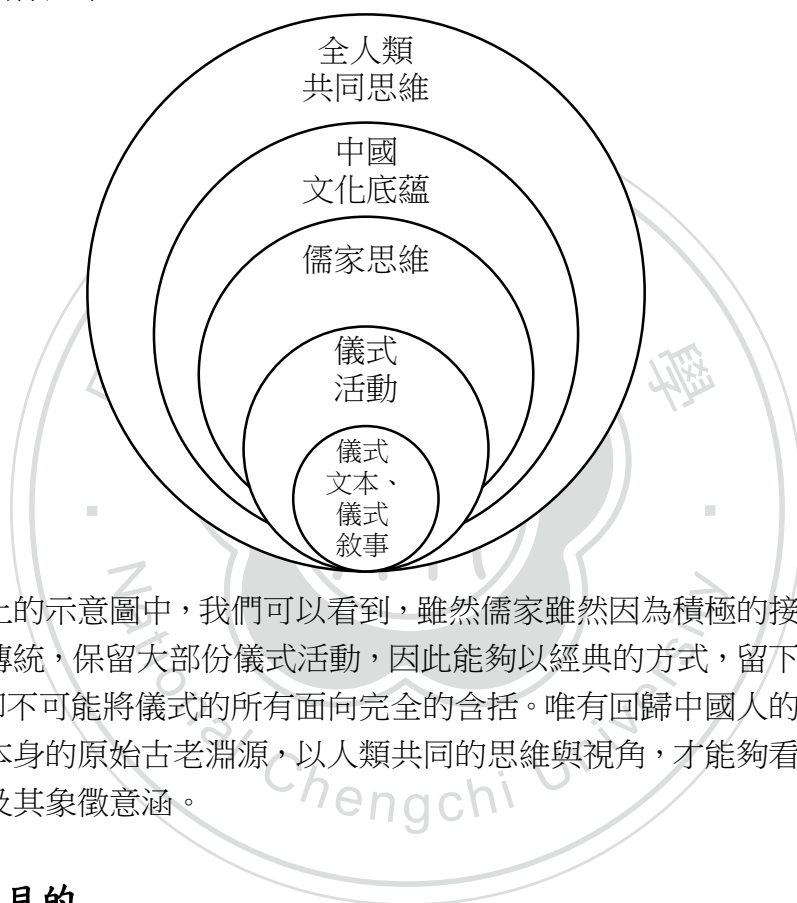 全人類
共同思維
中國
文化底蘊
儒家思維
儀式
活動
儀式
文本、
儀式
敘事
上的示意圖中，我們可以看到，雖然儒家雖然因為積極的接
傳統，保留大部份儀式活動，因此能夠以經典的方式，留下
卻不可能將儀式的所有面向完全的含括。唯有回歸中國人的
本身的原始古老淵源，以人類共同的思維與視角，才能夠看
及其象徵意涵。
目的
學
National Chengchi University